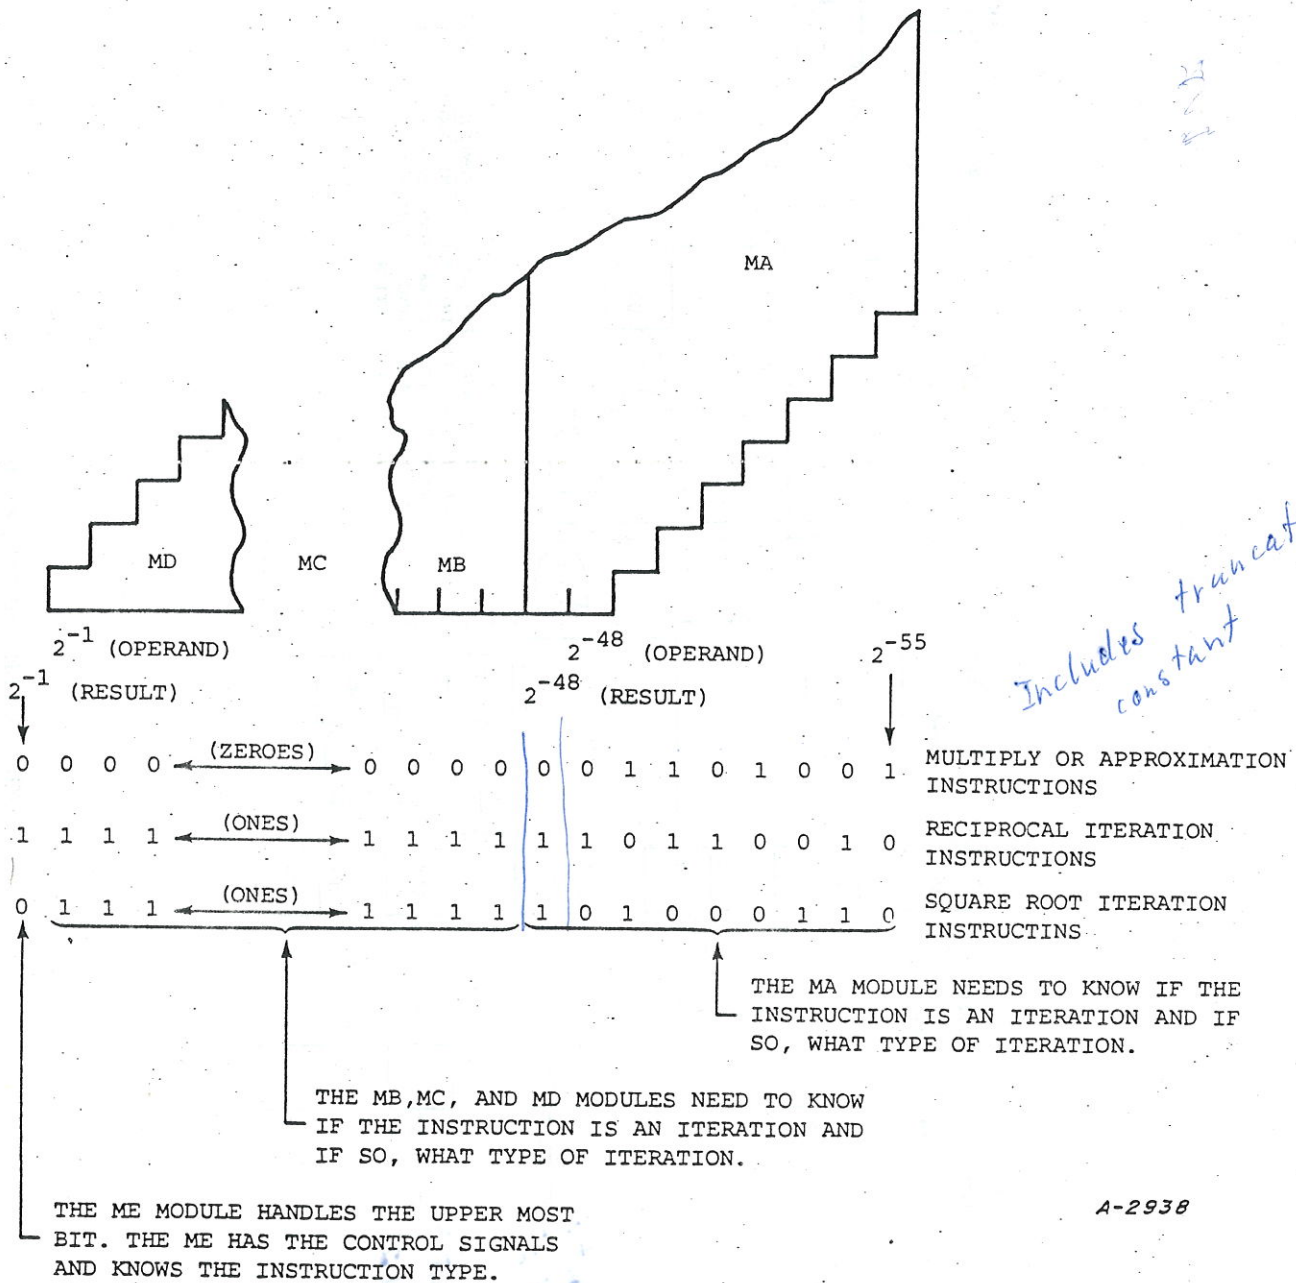 MA
MD MC MB
2^-1 (OPERAND) 2^-48 (OPERAND) 2^-55
2^-1 (RESULT) 2^-48 (RESULT)
Includes
constant
0 0 0 0 (ZEROES) 0 0 0 0 0 0 1 1 0 1 0 0 1 MULTIPLY OR APPROXIMATION
INSTRUCTIONS
1 1 1 1 (ONES) 1 1 1 1 1 1 0 1 1 0 0 1 0 RECIPROCAL ITERATION
INSTRUCTIONS
0 1 1 1 (ONES) 1 1 1 1 1 0 1 0 0 0 1 1 0 SQUARE ROOT ITERATION
INSTRUCTINS
THE MA MODULE NEEDS TO KNOW IF THE
INSTRUCTION IS AN ITERATION AND IF
SO, WHAT TYPE OF ITERATION.
THE MB,MC, AND MD MODULES NEED TO KNOW
IF THE INSTRUCTION IS AN ITERATION AND
IF SO, WHAT TYPE OF ITERATION.
THE ME MODULE HANDLES THE UPPER MOST
BIT. THE ME HAS THE CONTROL SIGNALS
AND KNOWS THE INSTRUCTION TYPE.
A-2938